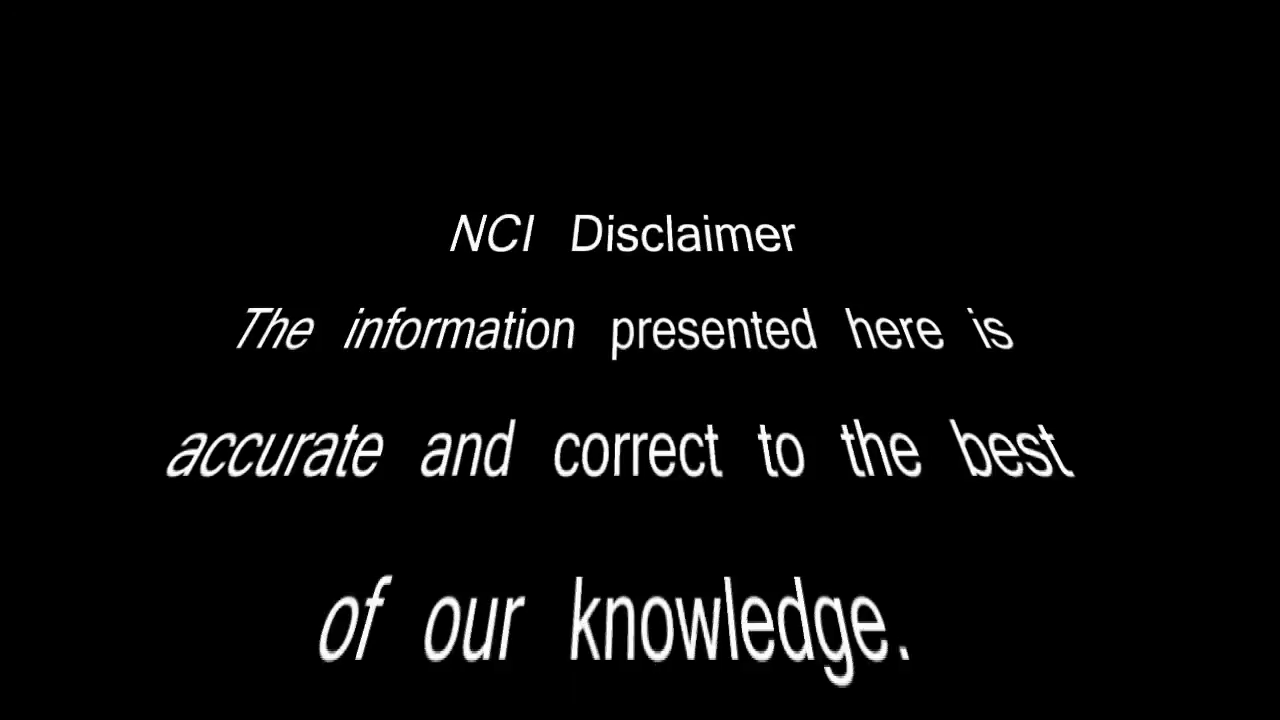 NCI Disclaimer
The information presented here is
accurate and correct to the best
of our knowledge.